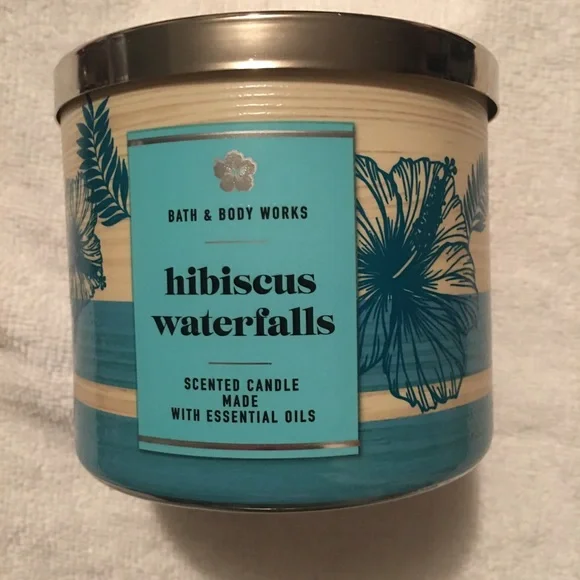 BATH & BODY WORKS
hibiscus
waterfalls
SCENTED CANDLE
MADE
WITH ESSENTIAL OILS